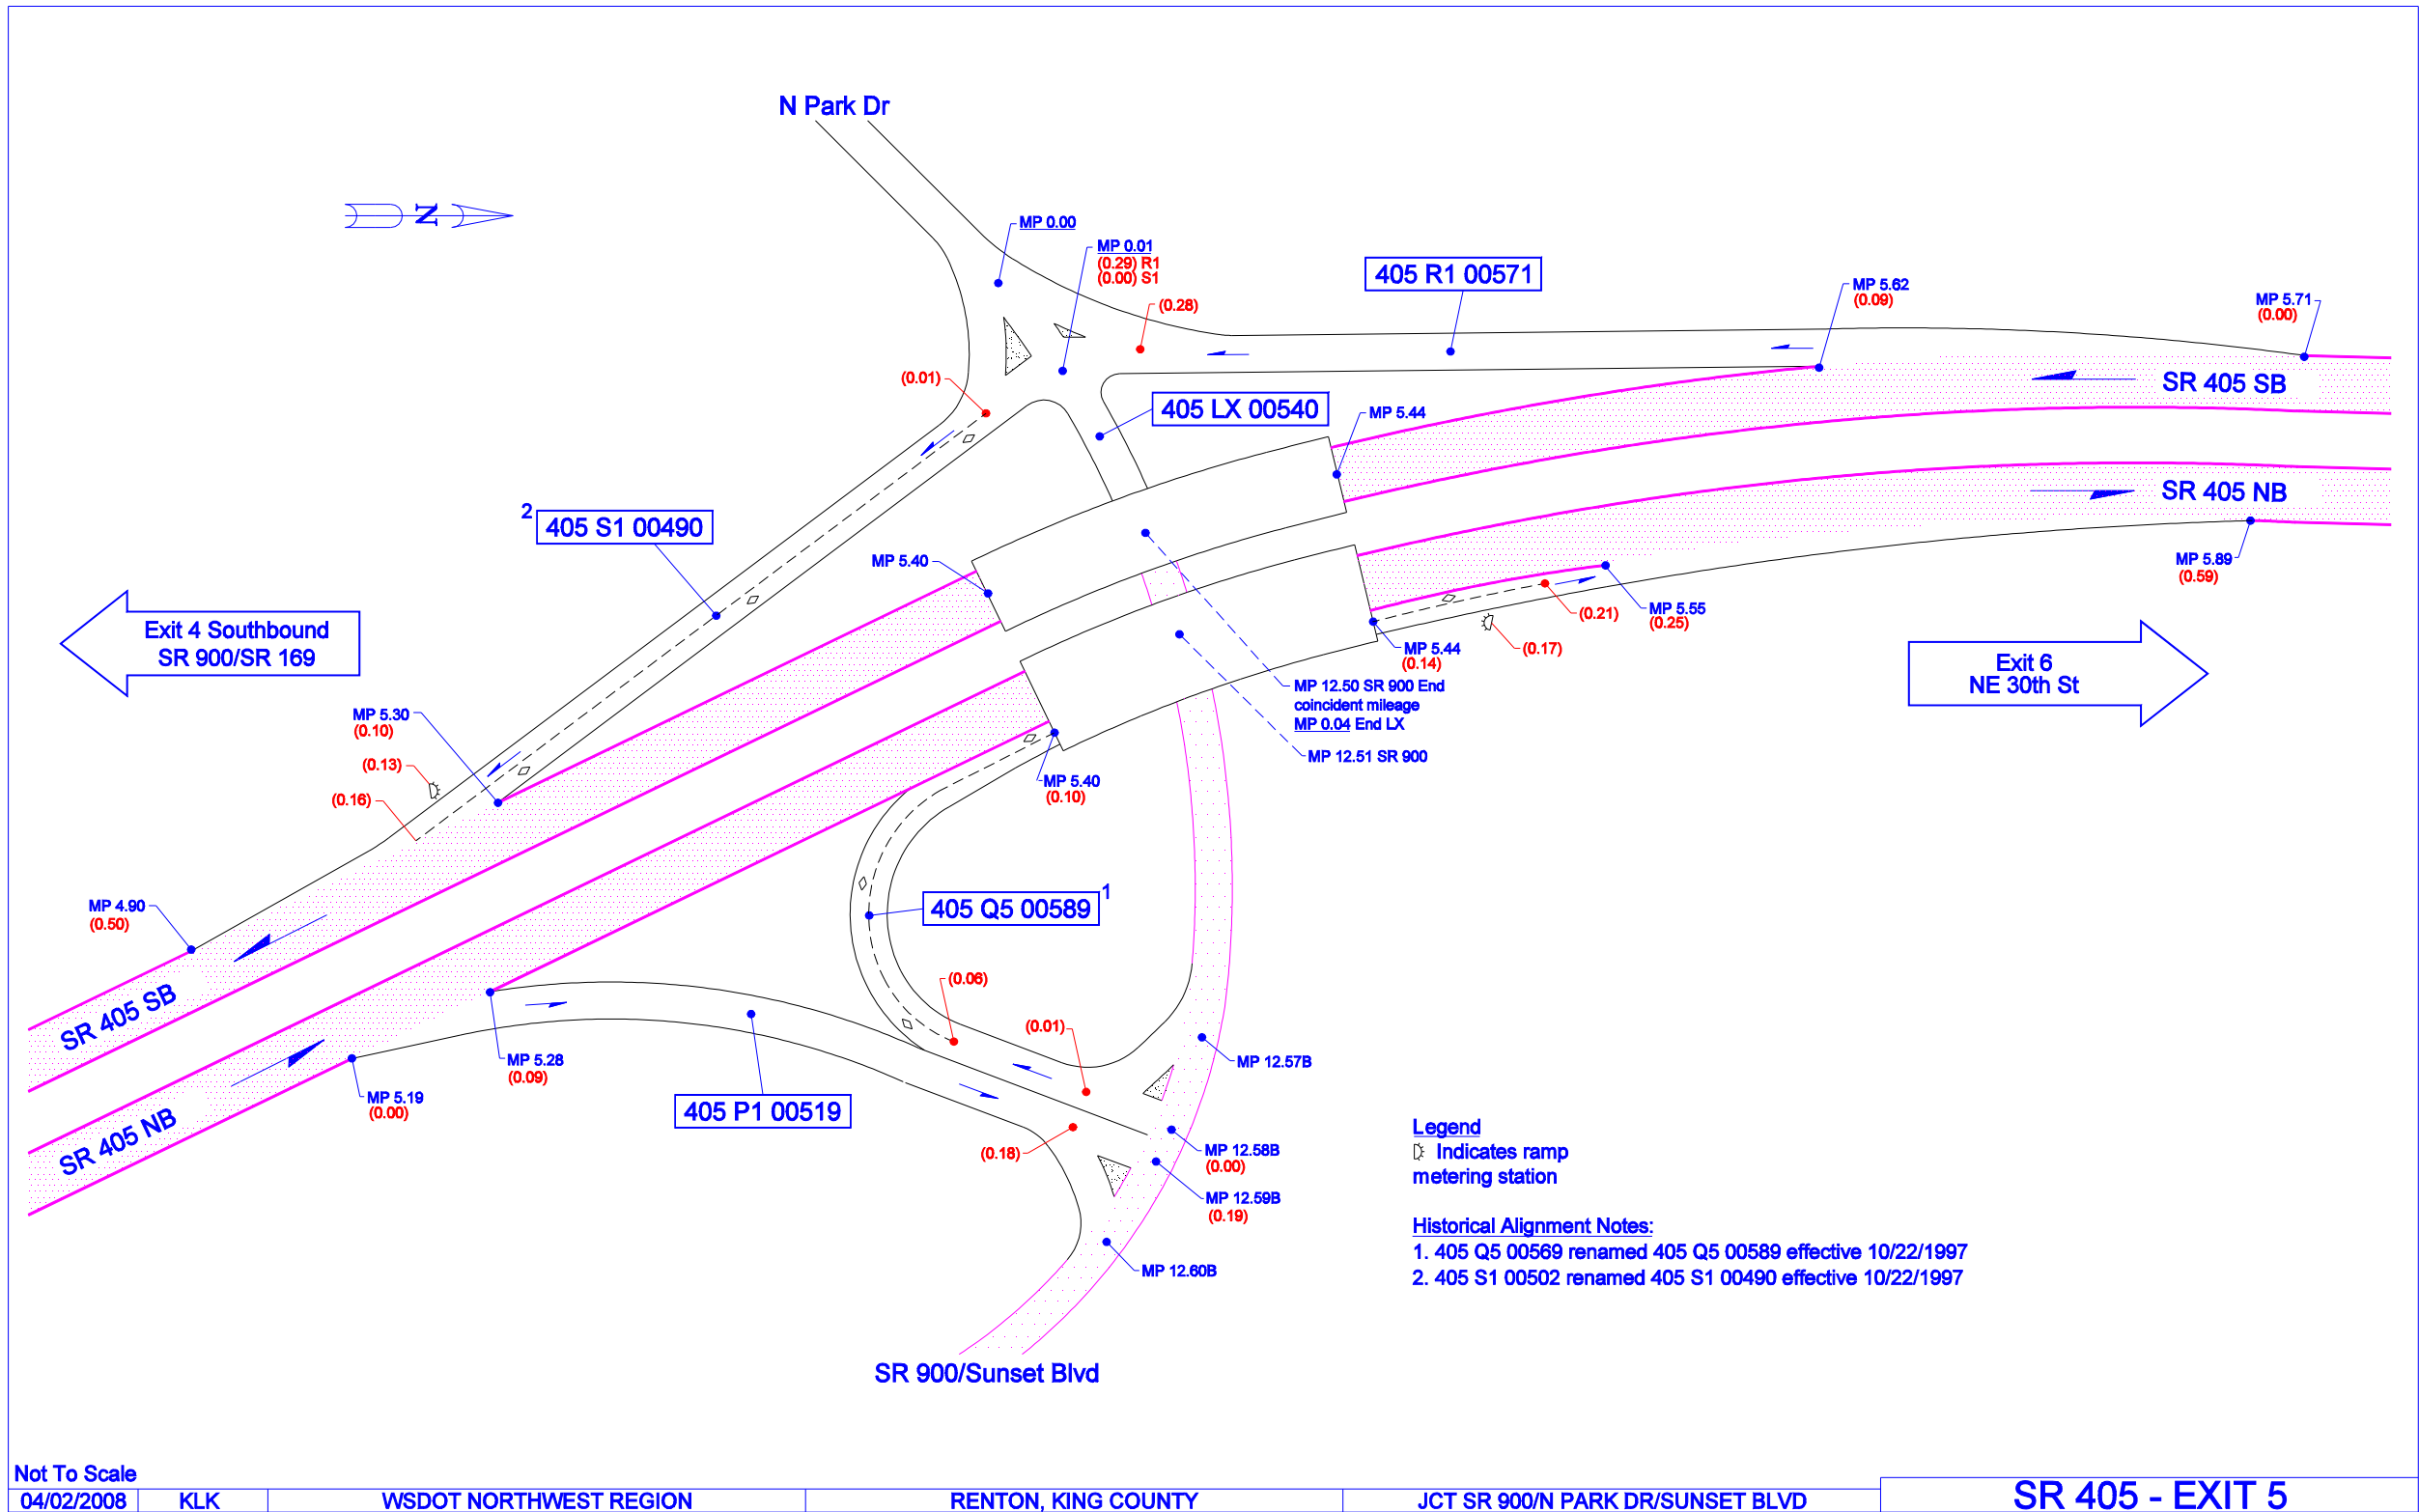 N Park Dr
N
MP 0.00
MP 0.01
(0.29) R1
(0.00) S1
(0.28)
405 R1 00571
MP 5.62
(0.09)
MP 5.71
(0.00)
SR 405 SB
(0.01)
405 LX 00540
MP 5.44
SR 405 NB
2
405 S1 00490
MP 5.40
MP 5.89
(0.59)
(0.21)
MP 5.55
(0.25)
(0.17)
MP 5.44
(0.14)
Exit 4 Southbound
SR 900/SR 169
Exit 6
NE 30th St
MP 12.50 SR 900 End
coincident mileage
MP 0.04 End LX
MP 12.51 SR 900
MP 5.30
(0.10)
(0.13)
(0.16)
MP 5.40
(0.10)
MP 4.90
(0.50)
405 Q5 00589
1
(0.06)
(0.01)
SR 405 SB
SR 405 NB
MP 5.28
(0.09)
MP 5.19
(0.00)
405 P1 00519
(0.18)
MP 12.57B
MP 12.58B
(0.00)
MP 12.59B
(0.19)
MP 12.60B
SR 900/Sunset Blvd
Legend
Indicates ramp
metering station
Historical Alignment Notes:
1. 405 Q5 00569 renamed 405 Q5 00589 effective 10/22/1997
2. 405 S1 00502 renamed 405 S1 00490 effective 10/22/1997
Not To Scale
04/02/2008
KLK
WSDOT NORTHWEST REGION
RENTON, KING COUNTY
JCT SR 900/N PARK DR/SUNSET BLVD
SR 405 - EXIT 5